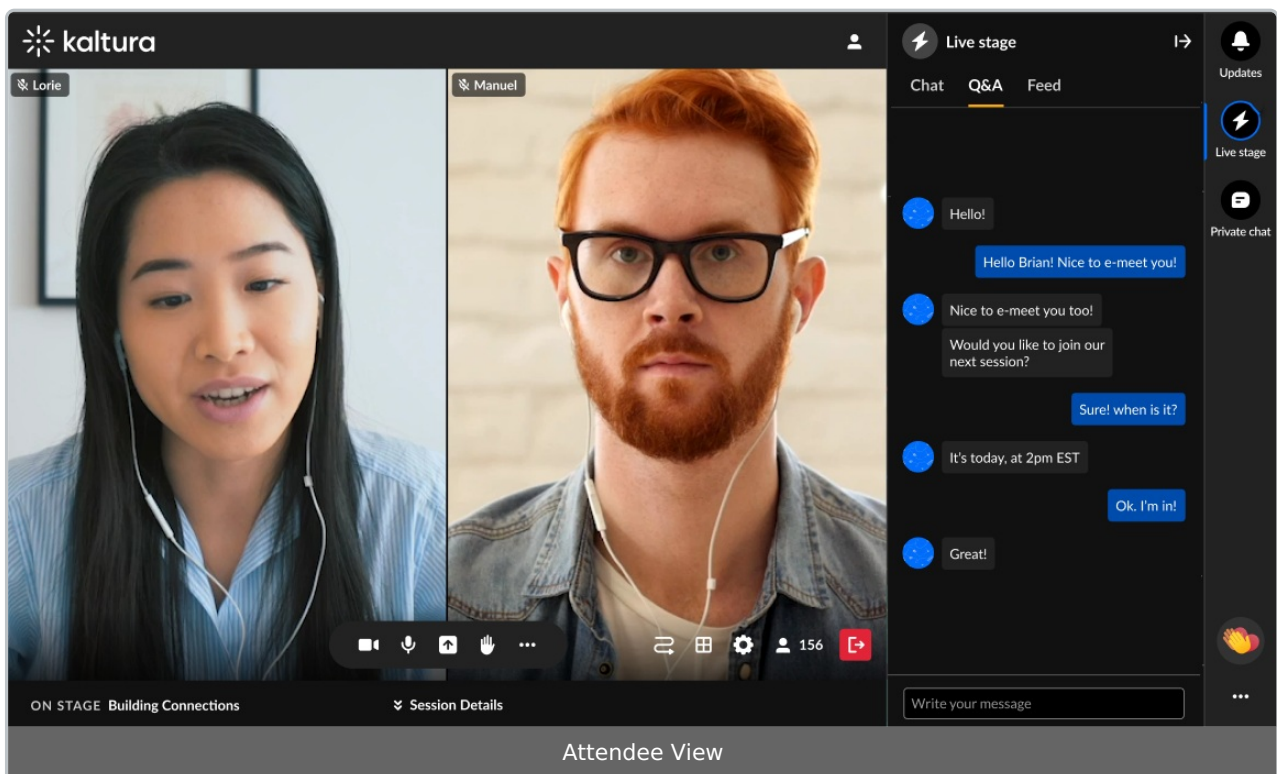 kaltura
Lorie
Manuel
156
ON STAGE Building Connections
Session Details
Live stage
Chat Q&A Feed
Hello!
Hello Brian! Nice to e-meet you!
Nice to e-meet you too!
Would you like to join our
next session?
Sure! when is it?
It's today, at 2pm EST
Ok. I'm in!
Great!
Write your message
Updates
Live stage
Private chat
Attendee View